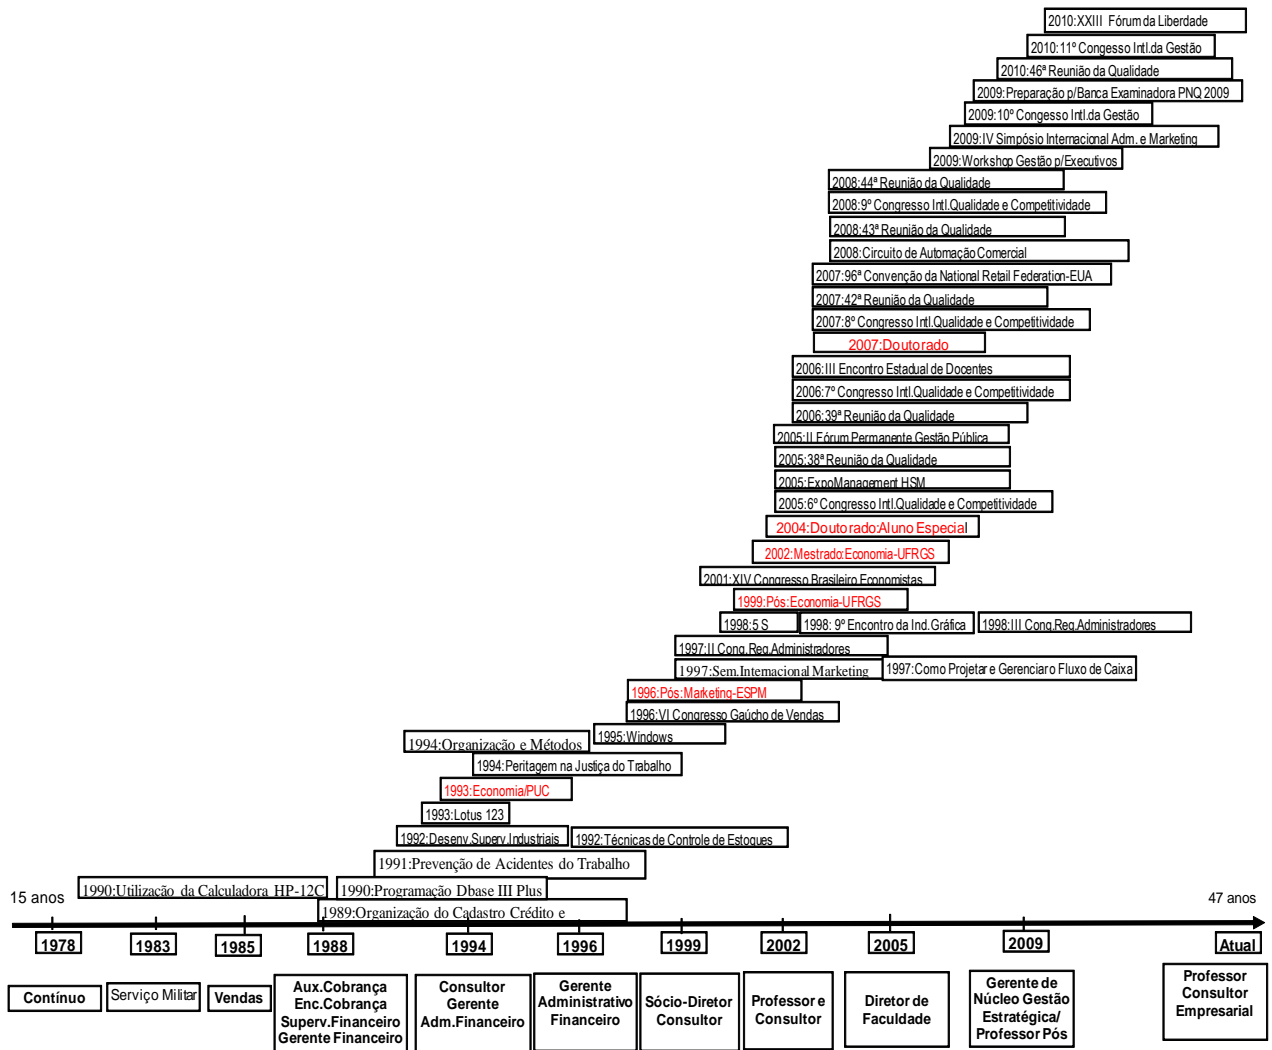 2010:XXIII Fórum da Liberdade
2010:11º Congresso Intl.da Gestão
2010:46ª Reunião da Qualidade
2009:Preparação p/Banca Examinadora PNQ 2009
2009:10º Congesso Intl.da Gestão
2009:IV Simpósio Internacional Adm. e Marketing
2009:Workshop Gestão p/Executivos
2008:44ª Reunião da Qualidade
2008:9º Congresso Intl.Qualidade e Competitividade
2008:43ª Reunião da Qualidade
2008:Circuito de Automação Comercial
2007:96ª Convenção da National Retail Federation-EUA
2007:42ª Reunião da Qualidade
2007:8º Congresso Intl.Qualidade e Competitividade
2007:Doutorado
2006:III Encontro Estadual de Docentes
2006:7º Congresso Intl.Qualidade e Competitividade
2006:39ª Reunião da Qualidade
2005:II Fórum Permanente Gestão Pública
2005:38ª Reunião da Qualidade
2005:ExpoManagement HSM
2005:6º Congresso Intl.Qualidade e Competitividade
2004:Doutorado:Aluno Especial
2002:Mestrado:Economia-UFRGS
2001:XIV Congresso Brasileiro Economistas
1999:Pós:Economia-UFRGS
1998:5 S 1998: 9º Encontro da Ind.Gráfica 1998:III Cong.Reg.Administradores
1997:II Cong.Reg.Administradores
1997:Sem.Internacional Marketing 1997:Como Projetar e Gerenciar o Fluxo de Caixa
1996:Pós:Marketing-ESPM
1996:VI Congresso Gaúcho de Vendas
1995:Windows
1994:Organização e Métodos
1994:Peritagem na Justiça do Trabalho
1993:Economia/PUC
1993:Lotus 123
1992:Desenv.Superv.Industriais 1992:Técnicas de Controle de Estoques
1991:Prevenção de Acidentes do Trabalho
1990:Utilização da Calculadora HP-12C 1990:Programação Dbase III Plus
15 anos 47 anos
1989:Organização do Cadastro Crédito e
1978 1983 1985 1988 1994 1996 1999 2002 2005 2009 Atual
Contínuo
Serviço Militar
Vendas
Aux.Cobrança
Enc.Cobrança
Superv.Financeiro
Gerente Financeiro
Consultor
Gerente
Adm.Financeiro
Gerente
Administrativo
Financeiro
Sócio-Diretor
Consultor
Professor e
Consultor
Diretor de
Faculdade
Gerente de
Núcleo Gestão
Estratégica/
Professor Pós
Professor
Consultor
Empresarial